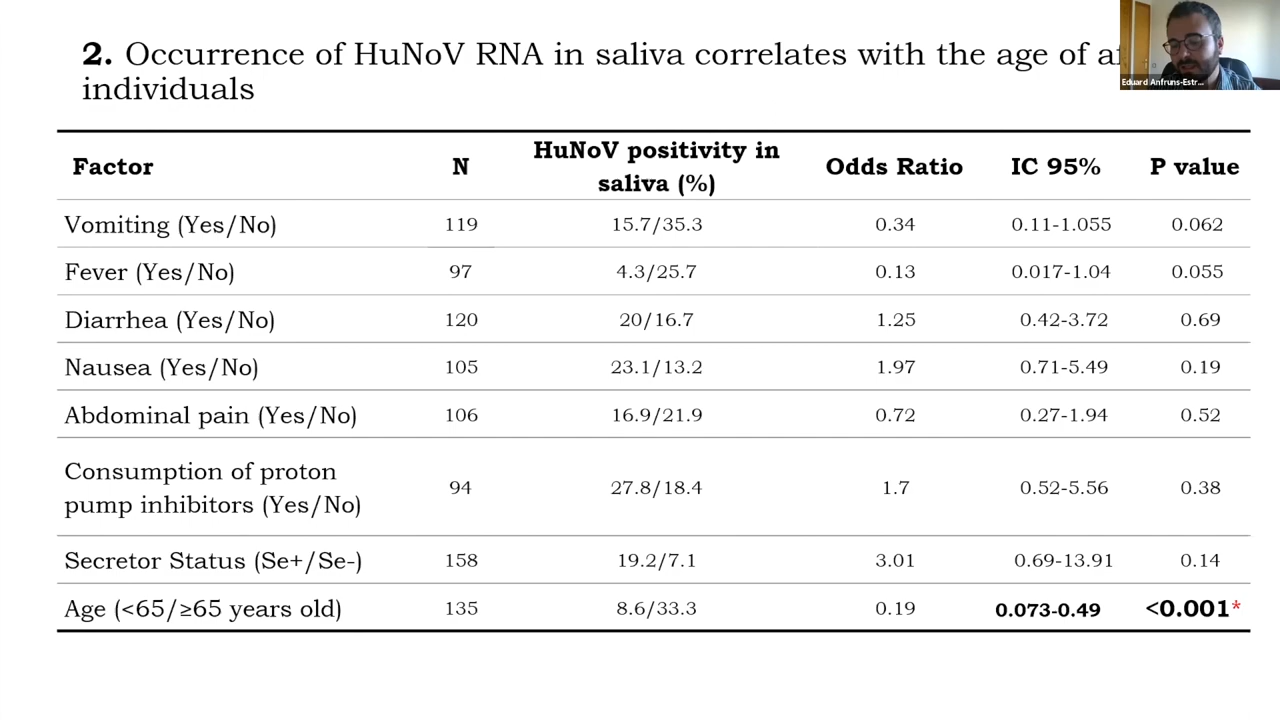 2. Occurrence of HuNoV RNA in saliva correlates with the age of
individuals
Eduard Anfruns-Estr...
Factor N HuNoV positivity in saliva (%) Odds Ratio IC 95% P value
Vomiting (Yes/No) 119 15.7/35.3 0.34 0.11-1.055 0.062
Fever (Yes/No) 97 4.3/25.7 0.13 0.017-1.04 0.055
Diarrhea (Yes/No) 120 20/16.7 1.25 0.42-3.72 0.69
Nausea (Yes/No) 105 23.1/13.2 1.97 0.71-5.49 0.19
Abdominal pain (Yes/No) 106 16.9/21.9 0.72 0.27-1.94 0.52
Consumption of proton pump inhibitors (Yes/No) 94 27.8/18.4 1.7 0.52-5.56 0.38
Secretor Status (Se+/Se-) 158 19.2/7.1 3.01 0.69-13.91 0.14
Age (<65/≥65 years old) 135 8.6/33.3 0.19 0.073-0.49 <0.001*